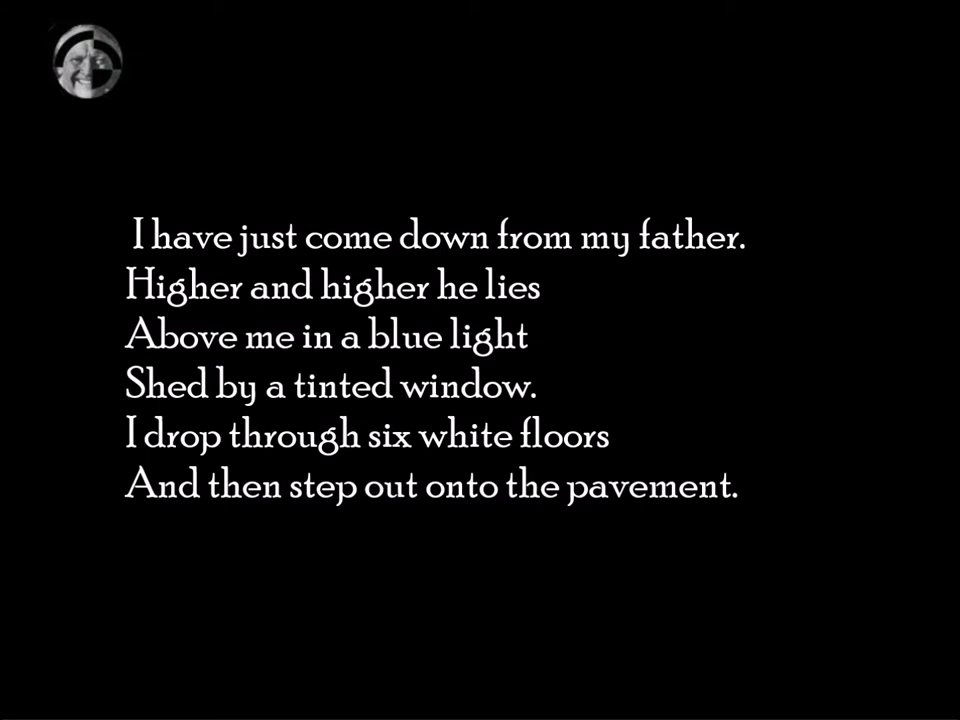 I have just come down from my father.
Higher and higher he lies
Above me in a blue light
Shed by a tinted window.
I drop through six white floors
And then step out onto the pavement.